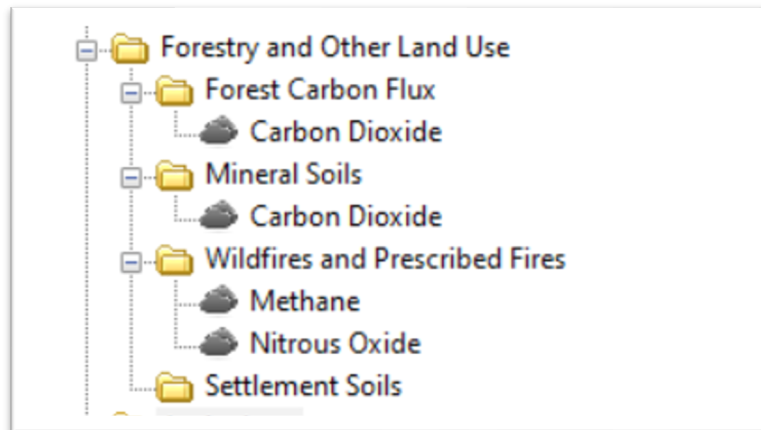 Forestry and Other Land Use
Forest Carbon Flux
Carbon Dioxide
Mineral Soils
Carbon Dioxide
Wildfires and Prescribed Fires
Methane
Nitrous Oxide
Settlement Soils